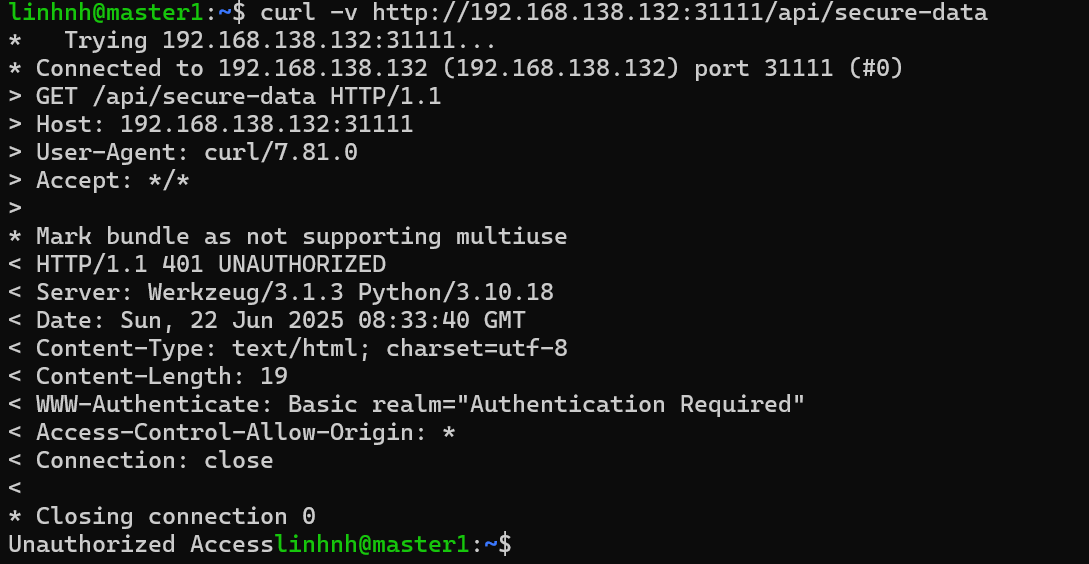 linhnh@master1:~$ curl -v http://192.168.138.132:31111/api/secure-data
*   Trying 192.168.138.132:31111...
* Connected to 192.168.138.132 (192.168.138.132) port 31111 (#0)
> GET /api/secure-data HTTP/1.1
> Host: 192.168.138.132:31111
> User-Agent: curl/7.81.0
> Accept: */*
>
* Mark bundle as not supporting multiuse
< HTTP/1.1 401 UNAUTHORIZED
< Server: Werkzeug/3.1.3 Python/3.10.18
< Date: Sun, 22 Jun 2025 08:33:40 GMT
< Content-Type: text/html; charset=utf-8
< Content-Length: 19
< WWW-Authenticate: Basic realm="Authentication Required"
< Access-Control-Allow-Origin: *
< Connection: close
<
* Closing connection 0
Unauthorized Accesslinhnh@master1:~$